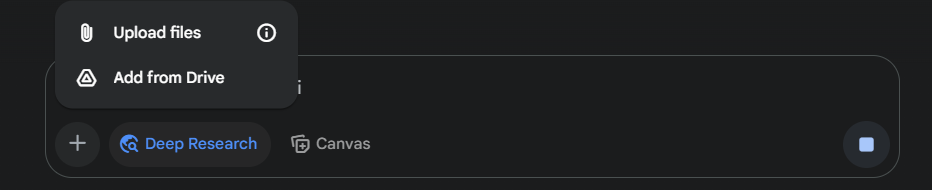 Upload files
Add from Drive
i
Deep Research Canvas